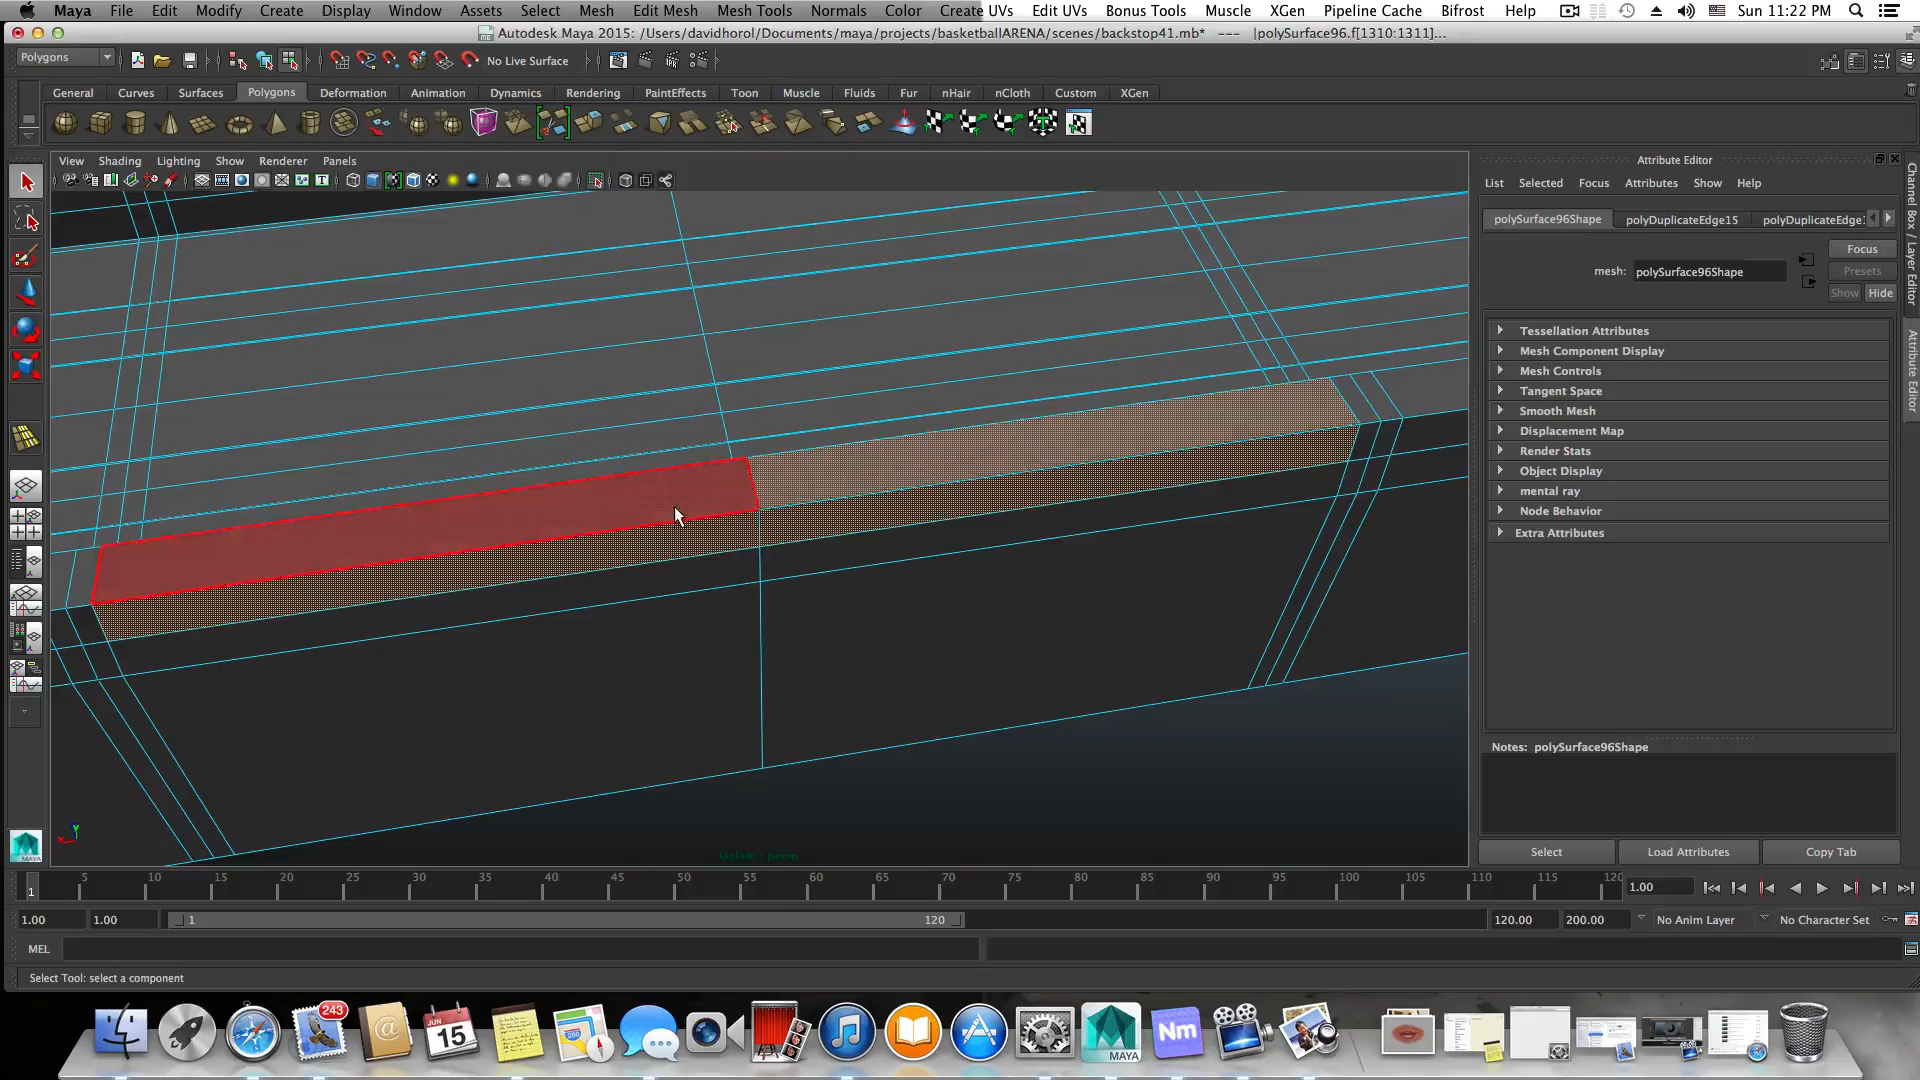 Maya File Edit Modify Create Display Window Assets Select Mesh Edit Mesh Mesh Tools Normals Color Create UVs Edit UVs Bonus Tools Muscle XGen Pipeline Cache Bifrost Help Sun 11:22 PM
Autodesk Maya 2015: /Users/davidhorol/Documents/maya/projects/basketballARENA/scenes/backstop41.mb* --- |polySurface96.f[1310:1311]...
Polygons No Live Surface
General Curves Surfaces Polygons Deformation Animation Dynamics Rendering PaintEffects Toon Muscle Fluids Fur nHair nCloth Custom XGen
View Shading Lighting Show Renderer Panels
Attribute Editor
List Selected Focus Attributes Show Help
polySurface96Shape polyDuplicateEdge15 polyDuplicateEdge:
Focus
mesh: polySurface96Shape Presets
Show Hide
Tessellation Attributes
Mesh Component Display
Mesh Controls
Tangent Space
Smooth Mesh
Displacement Map
Render Stats
Object Display
mental ray
Node Behavior
Extra Attributes
Notes: polySurface96Shape
Select Load Attributes Copy Tab
Channel Box / Layer Editor
Attribute Editor
1 5 10 15 20 25 30 35 40 45 50 55 60 65 70 75 80 85 90 95 100 105 110 115 120 1.00
1.00 1.00 1 120 120.00 200.00 No Anim Layer No Character Set
MEL
Select Tool: select a component
MAYA
243
JUN
15
MAYA
Nm